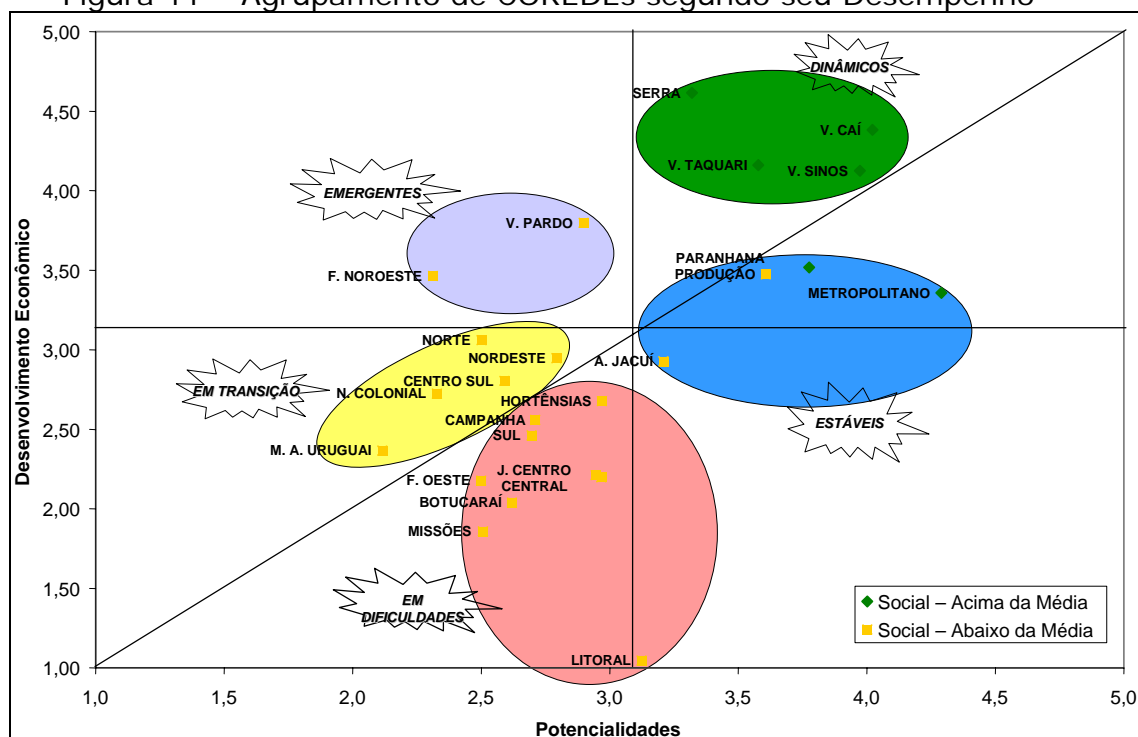 Figura – Agrupamento de COREDEs segundo seu Desempenho
5,00
4,50
4,00
3,50
3,00
2,50
2,00
1,50
1,00
Desenvolvimento Econômico
DINÂMICOS
SERRA
V. CAÍ
V. TAQUARI
V. SINOS
EMERGENTES
V. PARDO
F. NOROESTE
PARANHANA
PRODUÇÃO
METROPOLITANO
NORTE
NORDESTE
A. JACUÍ
EM TRANSIÇÃO
CENTRO SUL
N. COLONIAL
HORTÊNSIAS
CAMPANHA
SUL
ESTÁVEIS
M. A. URUGUAI
F. OESTE
J. CENTRO
CENTRAL
BOTUCARAÍ
MISSÕES
EM
DIFICULDADES
LITORAL
Social – Acima da Média
Social – Abaixo da Média
1,0 1,5 2,0 2,5 3,0 3,5 4,0 4,5 5,0
Potencialidades